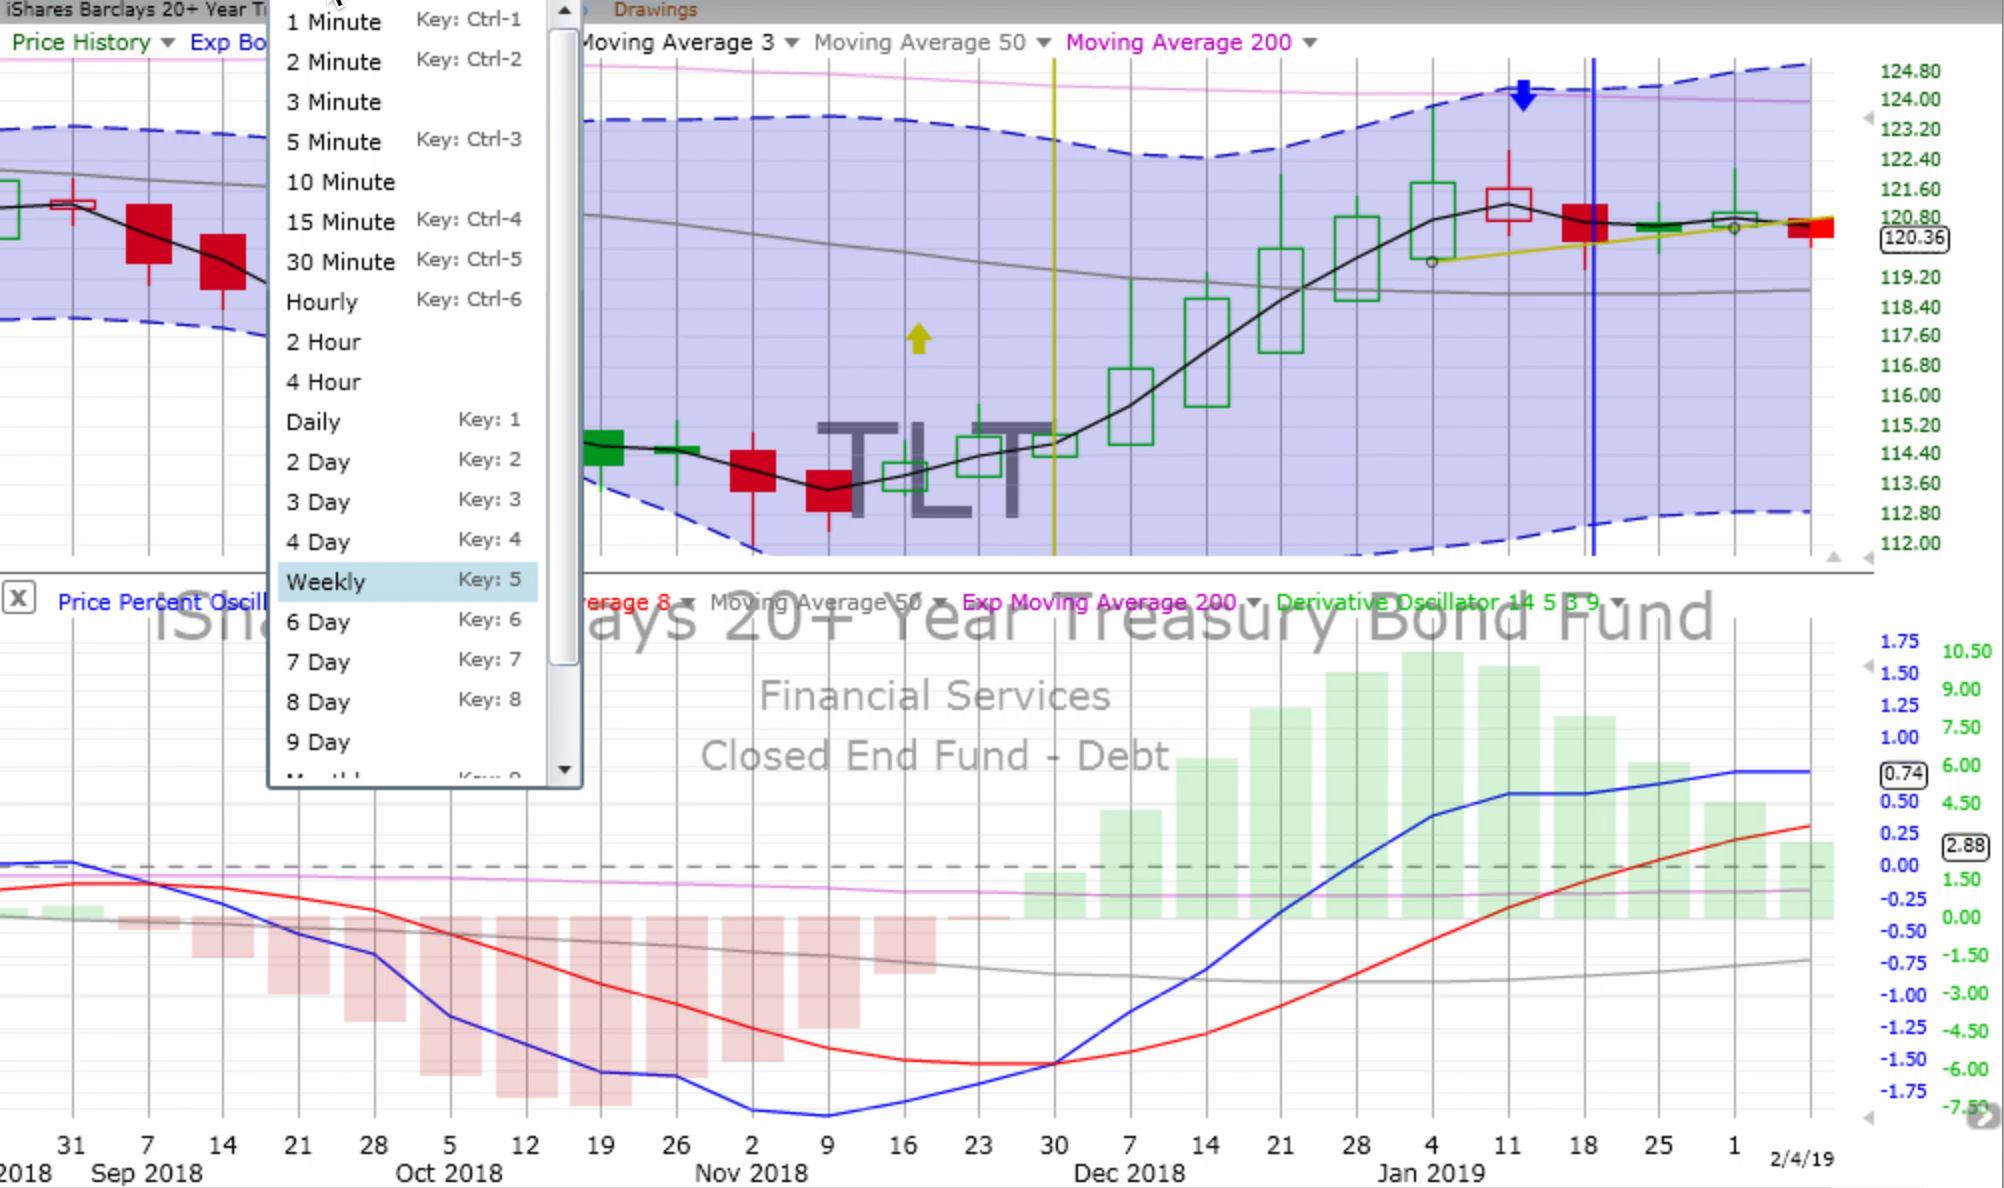 iShares Barclays 20+ Year Tr
Drawings
Price History Exp Bo Moving Average 3 Moving Average 50 Moving Average 200
1 Minute Key: Ctrl-1
2 Minute Key: Ctrl-2
3 Minute
5 Minute Key: Ctrl-3
10 Minute
15 Minute Key: Ctrl-4
30 Minute Key: Ctrl-5
Hourly Key: Ctrl-6
2 Hour
4 Hour
Daily Key: 1
2 Day Key: 2
3 Day Key: 3
4 Day Key: 4
Weekly Key: 5
6 Day Key: 6
7 Day Key: 7
8 Day Key: 8
9 Day
124.80
124.00
123.20
122.40
121.60
120.80
120.36
119.20
118.40
117.60
116.80
116.00
115.20
114.40
113.60
112.80
112.00
TLT
X Price Percent Oscill erage 8 Moving Average 50 Exp Moving Average 200 Derivative Oscillator 14 5 3 9
iSha ays 20+ Year Treasury Bond Fund
Financial Services
Closed End Fund - Debt
1.75
1.50
1.25
1.00
0.74
0.50
0.25
0.00
-0.25
-0.50
-0.75
-1.00
-1.25
-1.50
-1.75
10.50
9.00
7.50
6.00
4.50
2.88
1.50
0.00
-1.50
-3.00
-4.50
-6.00
-7.50
31 7 14 21 28 5 12 19 26 2 9 16 23 30 7 14 21 28 4 11 18 25 1 2/4/19
2018 Sep 2018 Oct 2018 Nov 2018 Dec 2018 Jan 2019